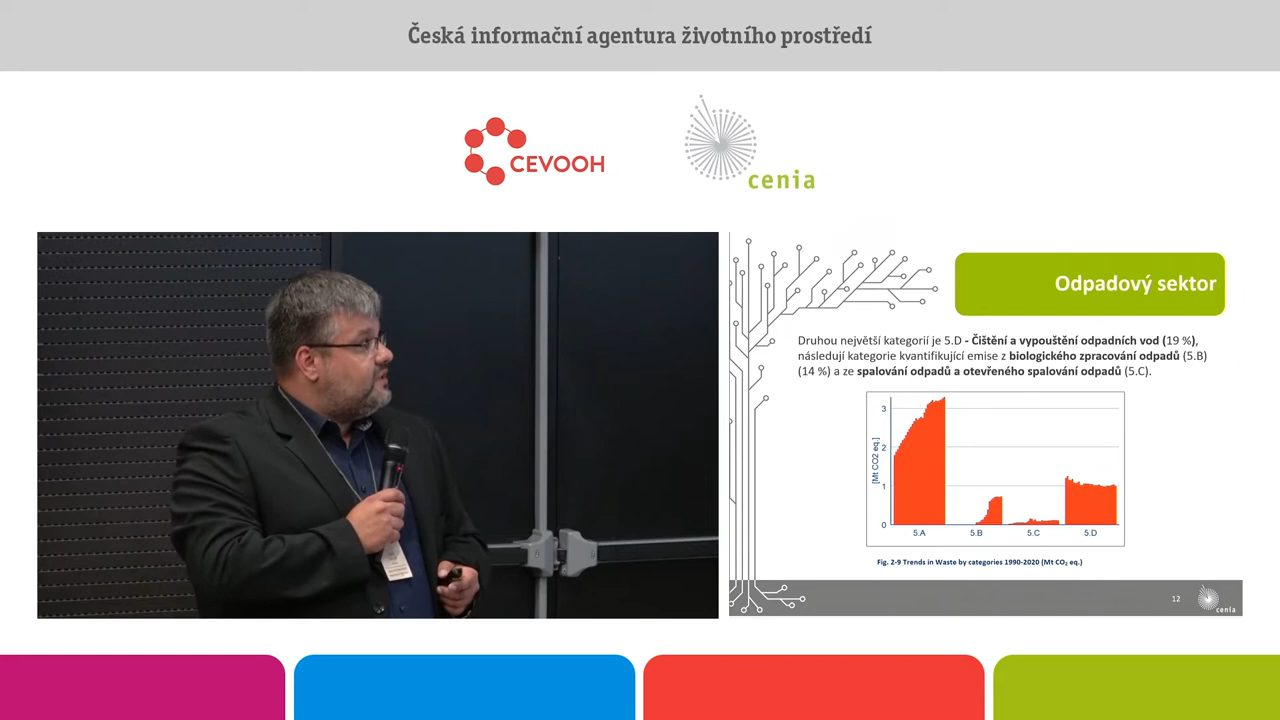 Česká informační agentura životního prostředí
CEVOOH
cenia
Odpadový sektor
Druhou největší kategorií je 5.D - Čištění a vypouštění odpadních vod (19 %),
následují kategorie kvantifikující emise z biologického zpracování odpadů (5.B)
(14 %) a ze spalování odpadů a otevřeného spalování odpadů (5.C).
[Mt CO2 eq.]
3
2
1
0
5.A 5.B 5.C 5.D
Fig. 2-9 Trends in Waste by categories 1990-2020 (Mt CO₂ eq.)
12
cenia